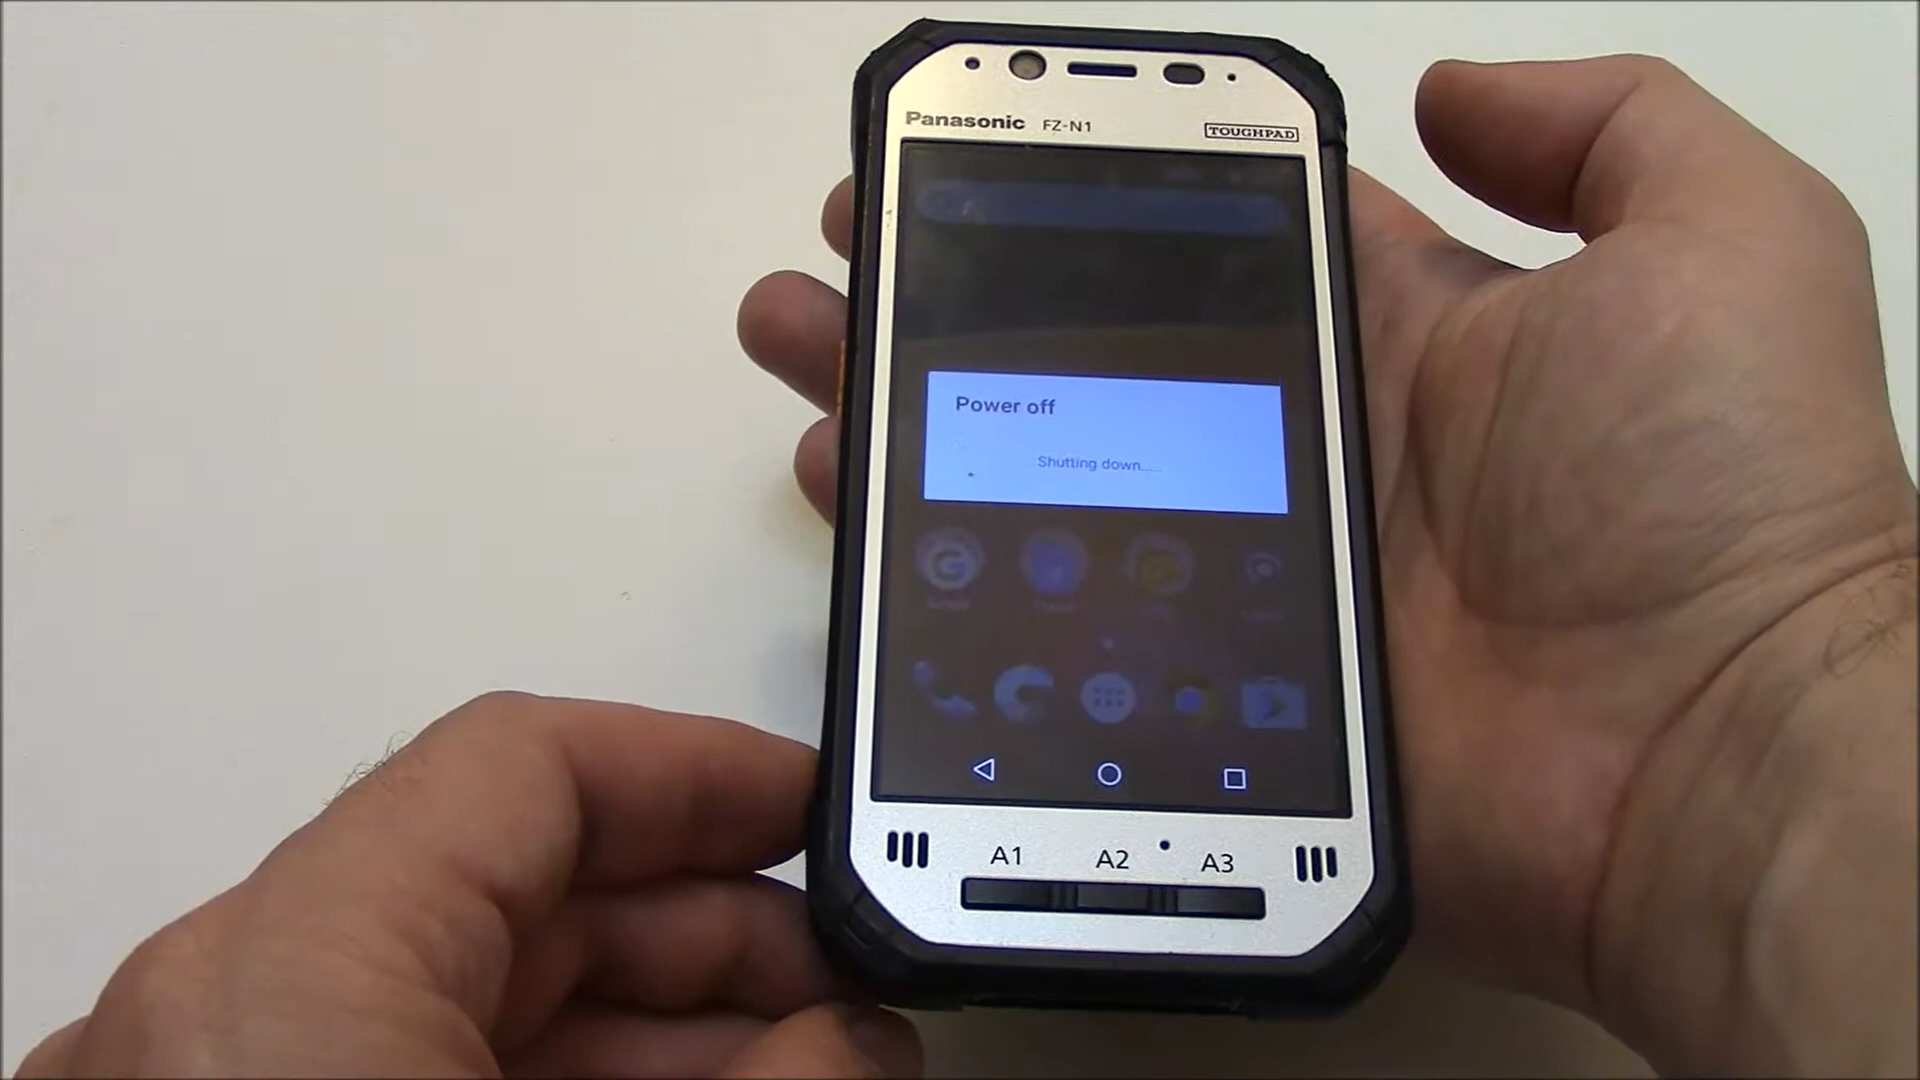 Panasonic FZ-N1 TOUGHPAD
Power off
Shutting down.....
A1 A2 A3